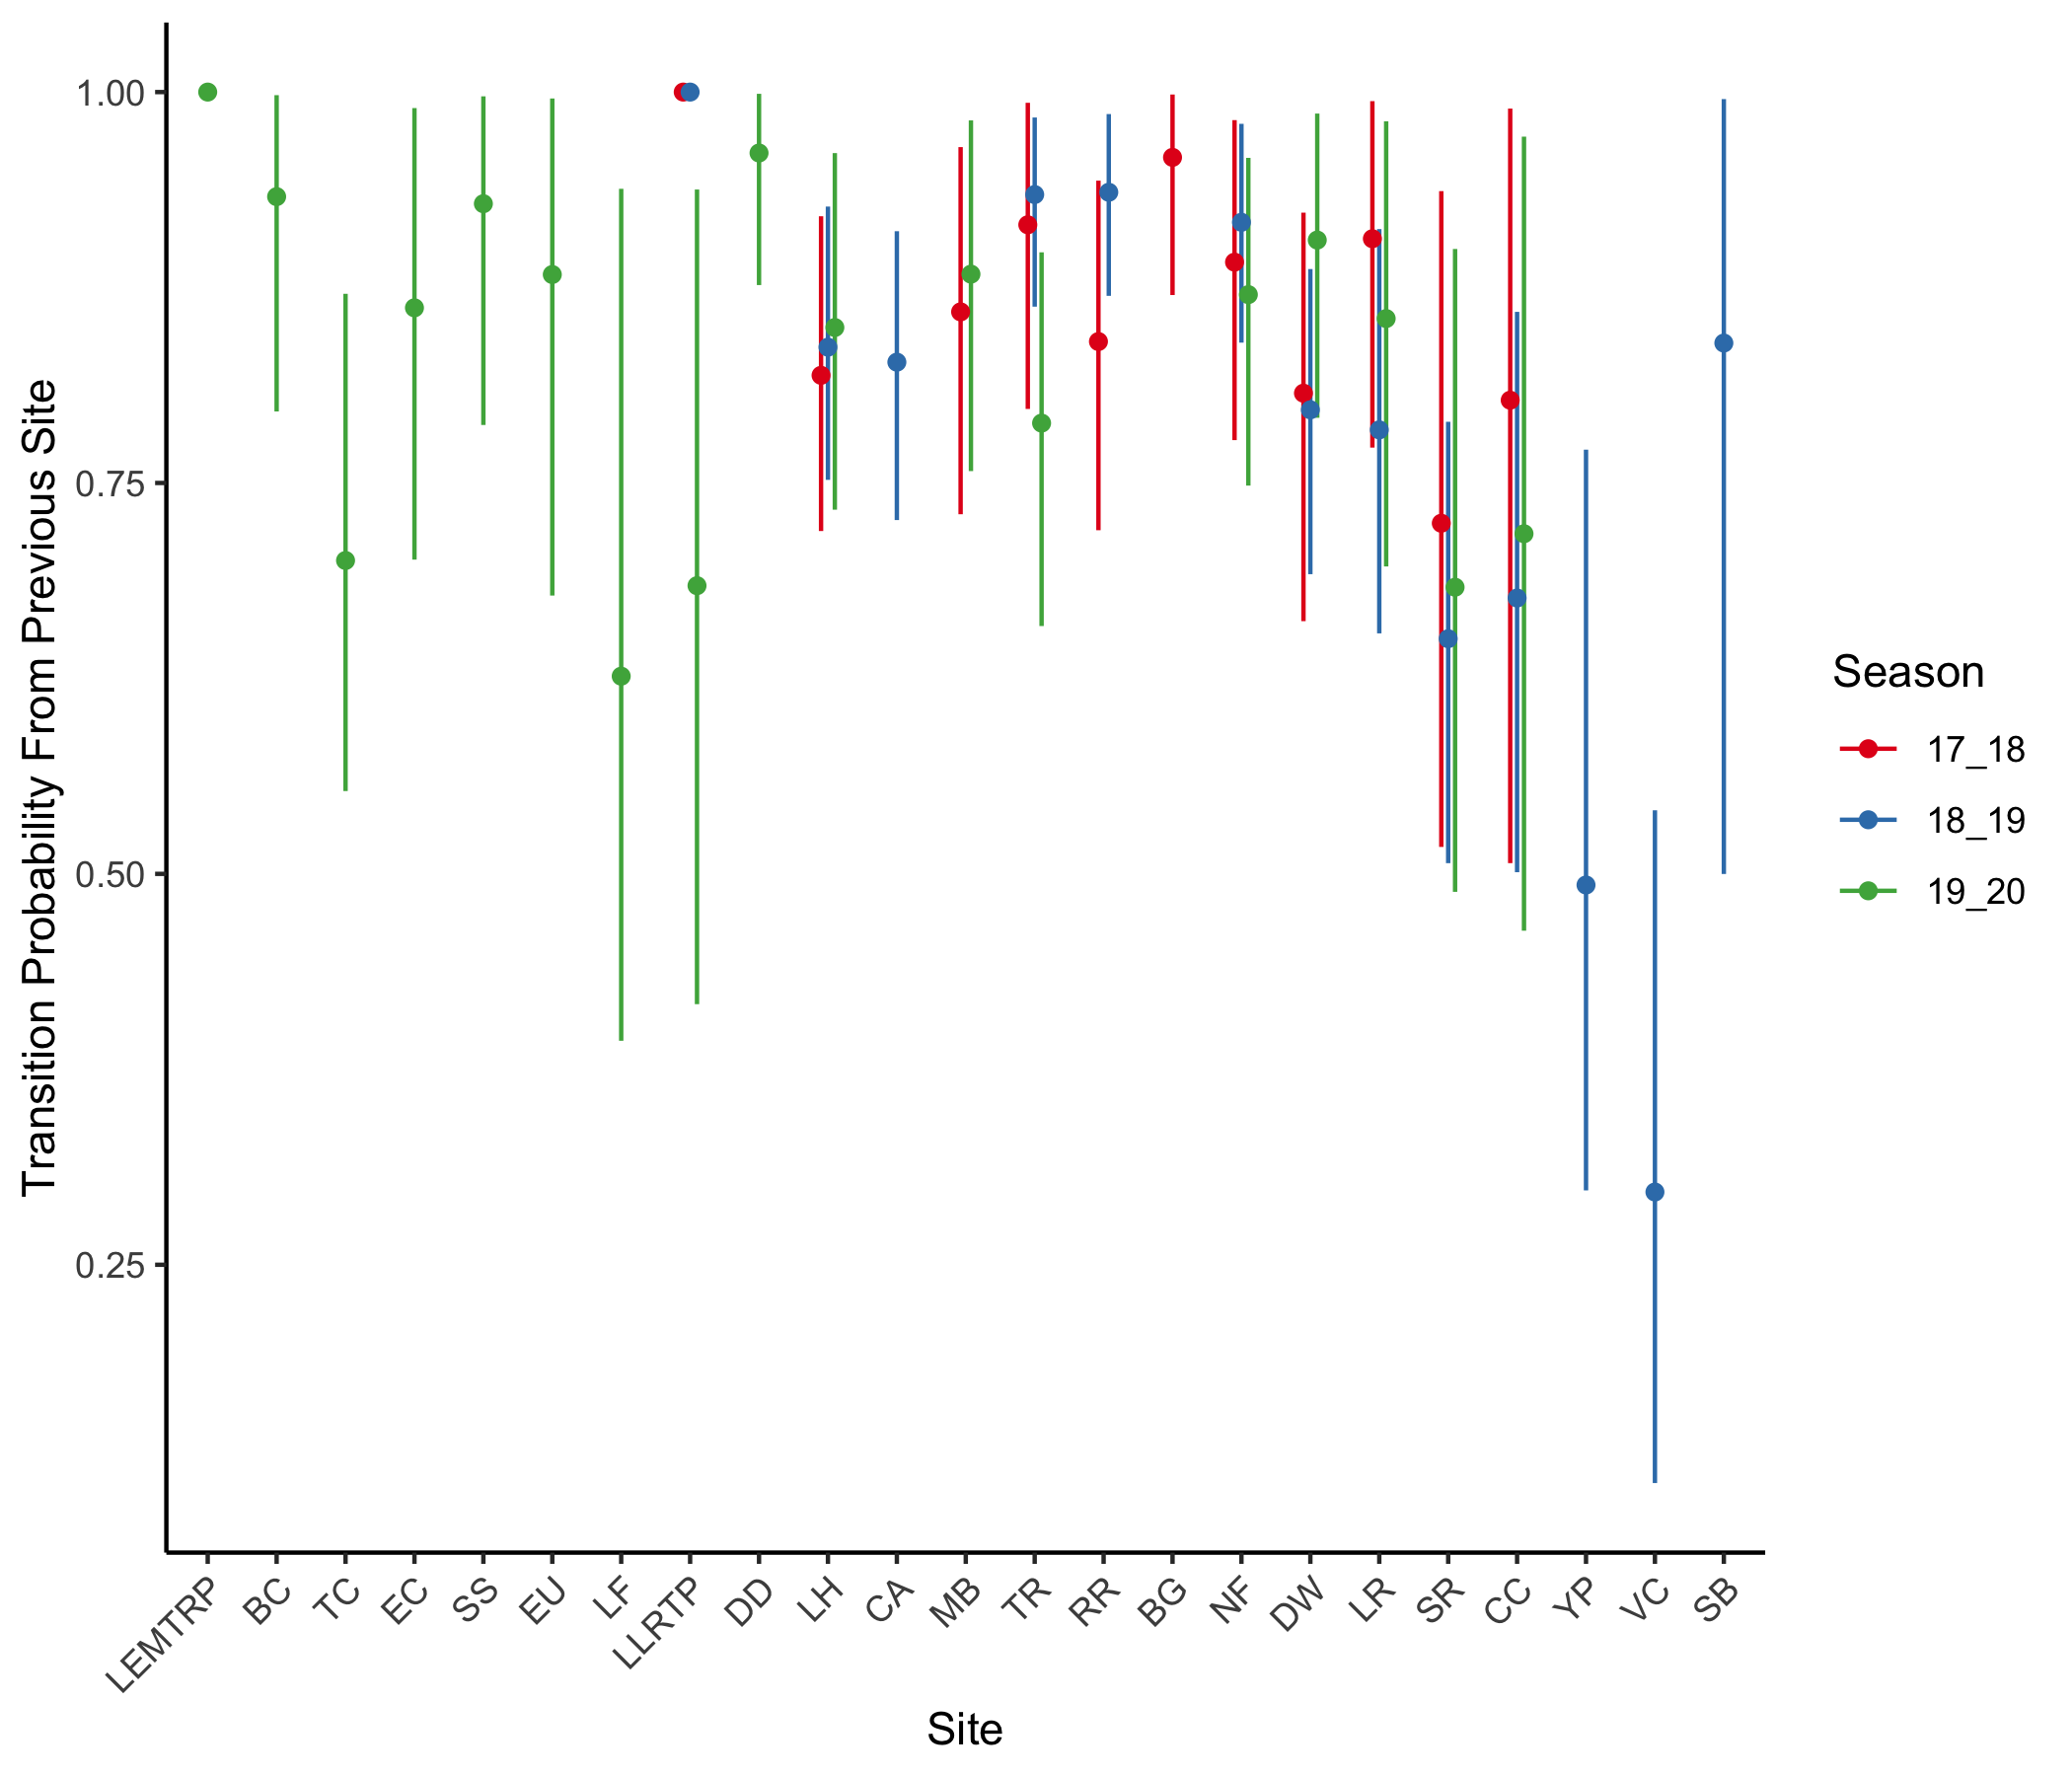 Transition Probability From Previous Site
1.00
0.75
0.50
0.25
LEMTRP
BC
TC
EC
SS
EU
LF
LLRTP
DD
LH
CA
MB
TR
RR
BG
NF
DW
LR
SR
CC
YP
VC
SB
Site
Season
17_18
18_19
19_20